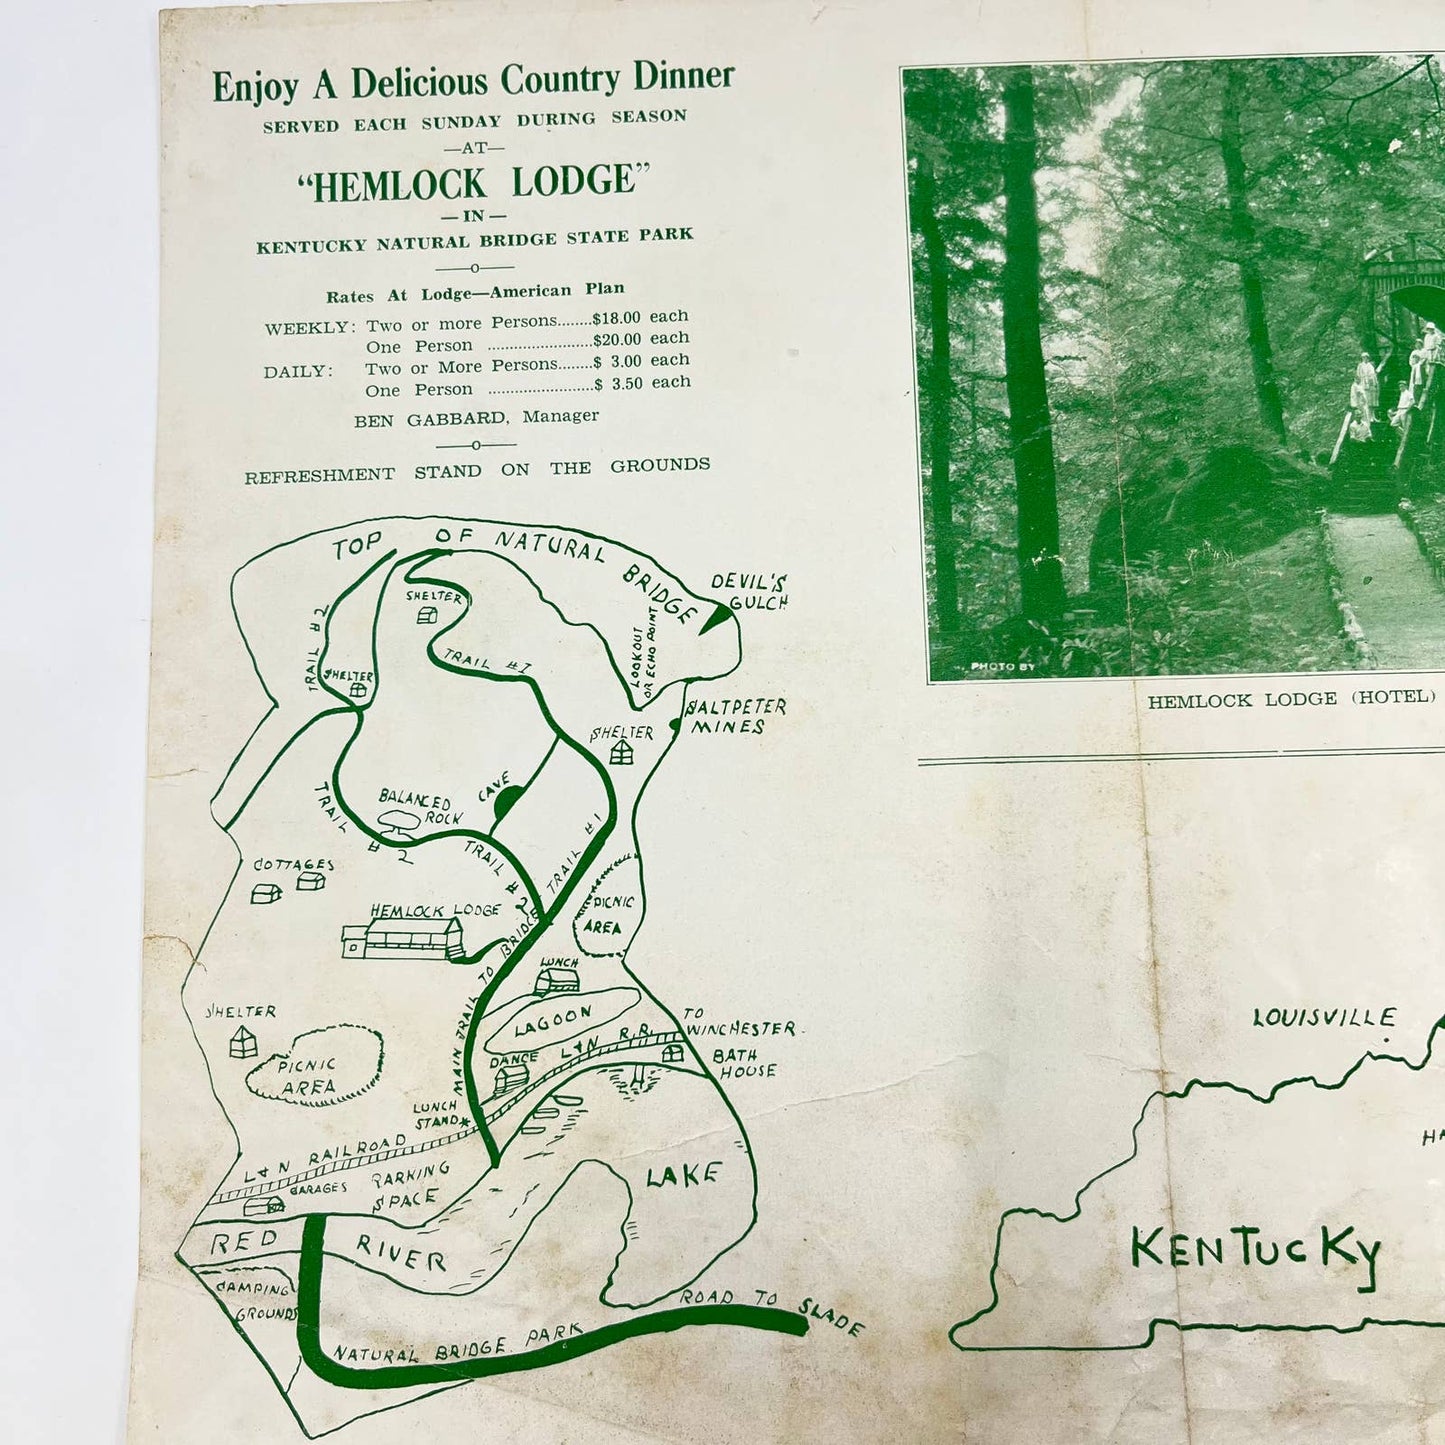 Enjoy A Delicious Country Dinner
SERVED EACH SUNDAY DURING SEASON
—AT—
"HEMLOCK LODGE"
— IN —
KENTUCKY NATURAL BRIDGE STATE PARK
——o——
Rates At Lodge—American Plan
WEEKLY: Two or more Persons........$18.00 each
One Person ........................$20.00 each
DAILY: Two or More Persons........$ 3.00 each
One Person ........................$ 3.50 each
BEN GABBARD, Manager
——o——
REFRESHMENT STAND ON THE GROUNDS
TOP OF NATURAL BRIDGE
DEVIL'S
GULCH
SHELTER
TRAIL #2
SHELTER
TRAIL #1
LOOKOUT
OR ECHO POINT
SALTPETER
MINES
SHELTER
TRAIL # 2
BALANCED
ROCK
CAVE
TRAIL #1
TRAIL # 2
COTTAGES
PICNIC
AREA
HEMLOCK LODGE
MAIN TRAIL TO BRIDGE
LUNCH
SHELTER
LAGOON
TO
WINCHESTER
L&N R.R.
PICNIC
AREA
DANCE
BATH
HOUSE
LUNCH
STAND
L&N RAILROAD
GARAGES
PARKING
SPACE
LAKE
RED RIVER
CAMPING
GROUNDS
NATURAL BRIDGE PARK
ROAD TO SLADE
PHOTO BY
HEMLOCK LODGE (HOTEL)
LOUISVILLE
HA
KENTUCKY